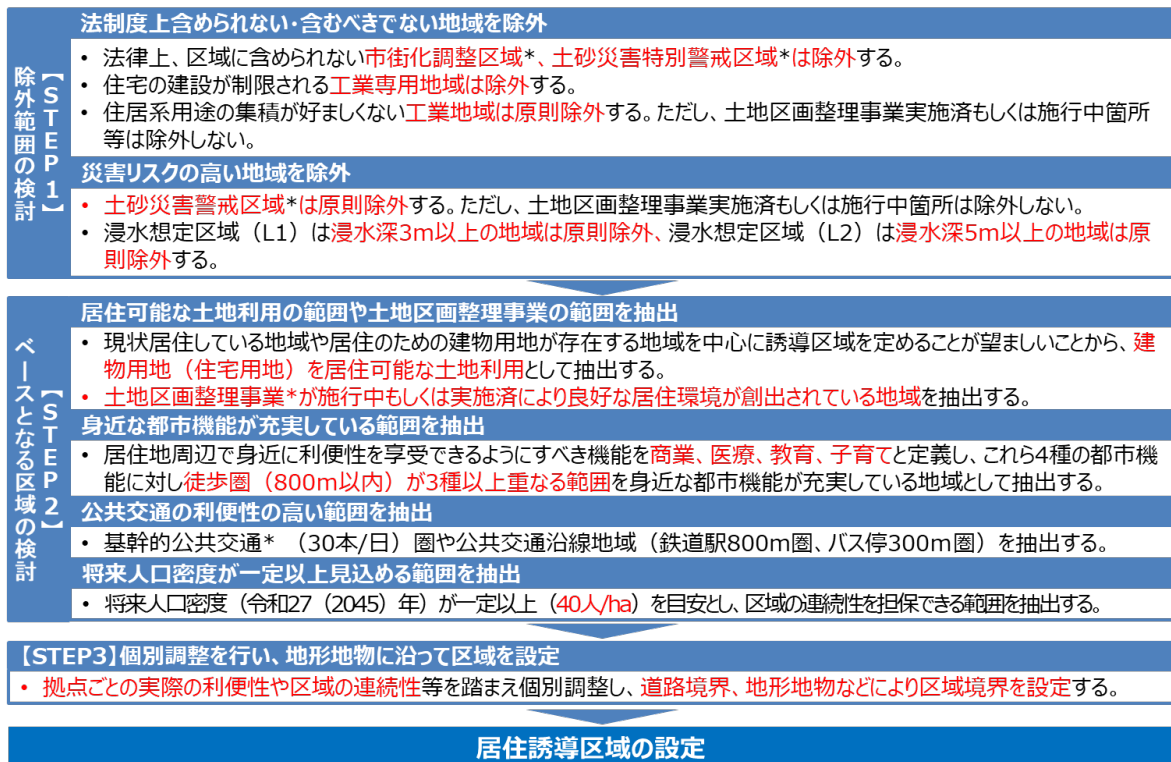 【STEP1】
除外範囲の検討
法制度上含められない・含むべきでない地域を除外
• 法律上、区域に含められない市街化調整区域*、土砂災害特別警戒区域*は除外する。
• 住宅の建設が制限される工業専用地域は除外する。
• 住居系用途の集積が好ましくない工業地域は原則除外する。ただし、土地区画整理事業実施済もしくは施行中箇所
等は除外しない。
災害リスクの高い地域を除外
• 土砂災害警戒区域*は原則除外する。ただし、土地区画整理事業実施済もしくは施行中箇所は除外しない。
• 浸水想定区域（L1）は浸水深3m以上の地域は原則除外、浸水想定区域（L2）は浸水深5m以上の地域は原
則除外する。
【STEP2】
ベースとなる区域の検討
居住可能な土地利用の範囲や土地区画整理事業の範囲を抽出
• 現状居住している地域や居住のための建物用地が存在する地域を中心に誘導区域を定めることが望ましいことから、建
物用地（住宅用地）を居住可能な土地利用として抽出する。
• 土地区画整理事業*が施行中もしくは実施済により良好な居住環境が創出されている地域を抽出する。
身近な都市機能が充実している範囲を抽出
• 居住地周辺で身近に利便性を享受できるようにすべき機能を商業、医療、教育、子育てと定義し、これら4種の都市機
能に対し徒歩圏（800m以内）が3種以上重なる範囲を身近な都市機能が充実している地域として抽出する。
公共交通の利便性の高い範囲を抽出
• 基幹的公共交通* （30本/日）圏や公共交通沿線地域（鉄道駅800m圏、バス停300m圏）を抽出する。
将来人口密度が一定以上見込める範囲を抽出
• 将来人口密度（令和27（2045）年）が一定以上（40人/ha）を目安とし、区域の連続性を担保できる範囲を抽出する。
【STEP3】個別調整を行い、地形地物に沿って区域を設定
• 拠点ごとの実際の利便性や区域の連続性等を踏まえ個別調整し、道路境界、地形地物などにより区域境界を設定する。
居住誘導区域の設定